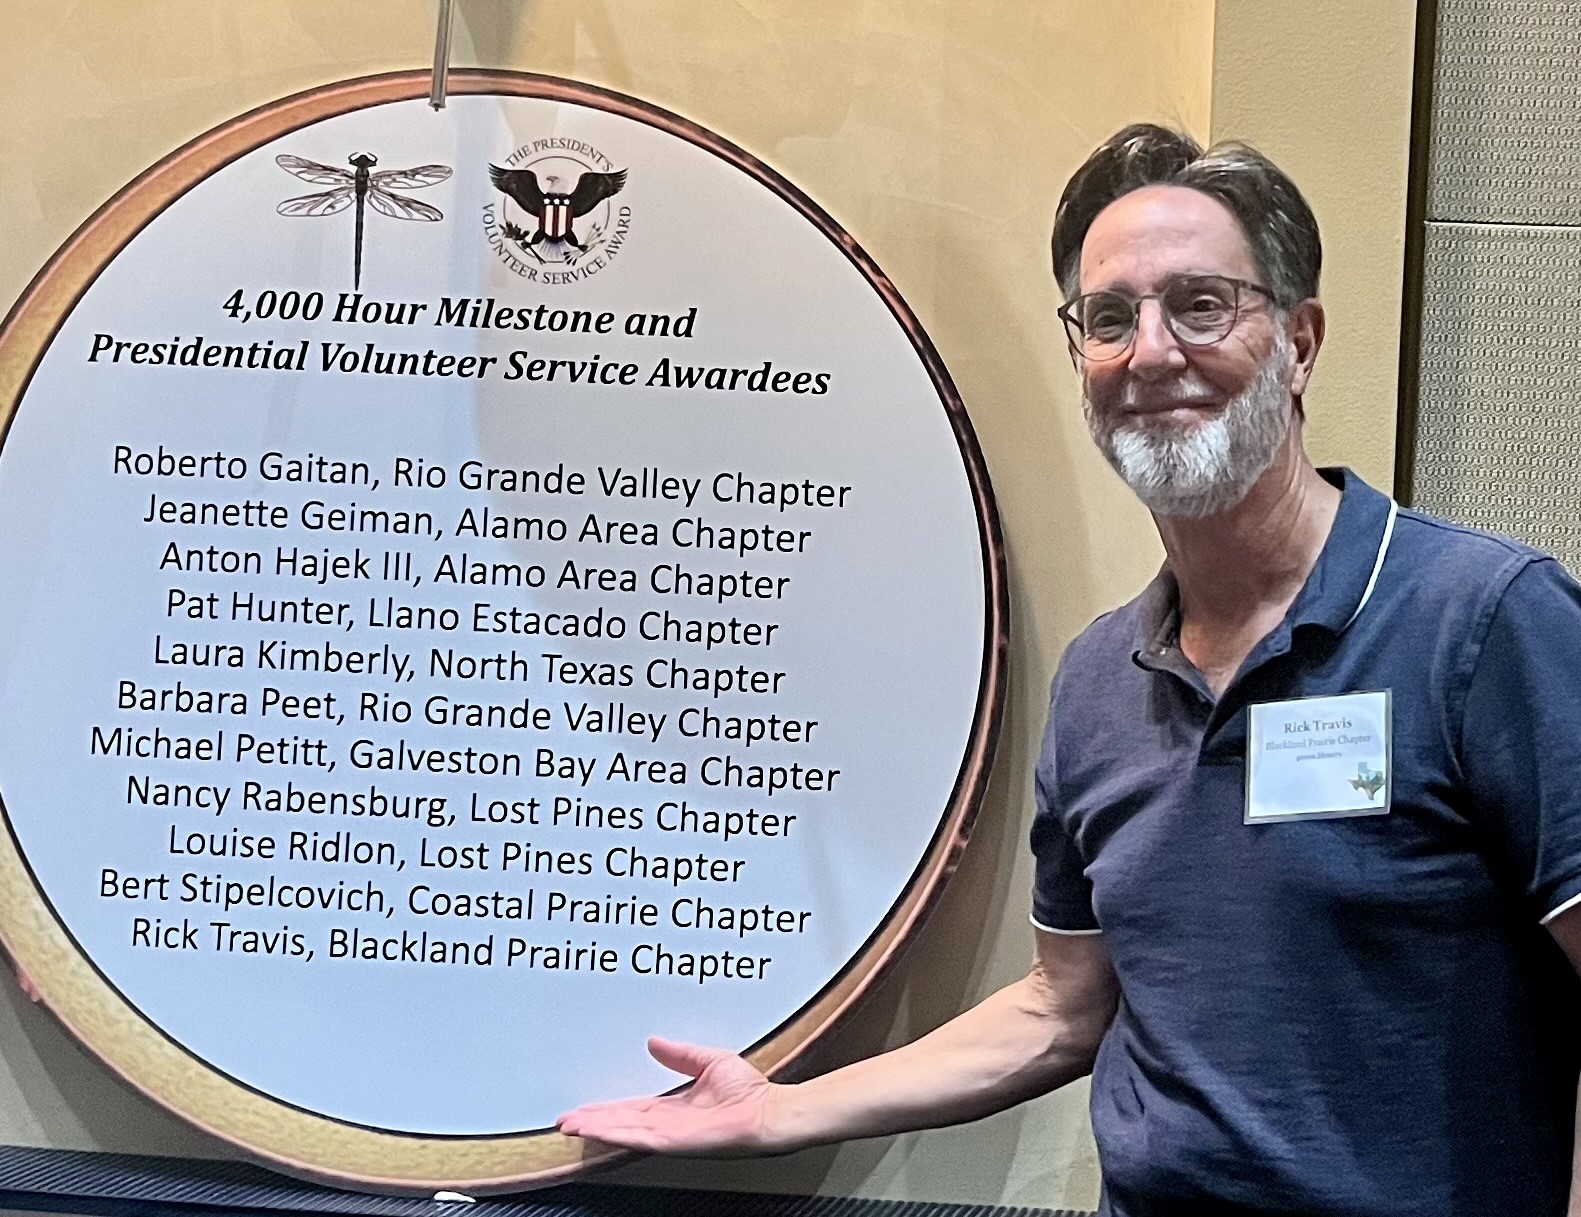 THE PRESIDENT'S
VOLUNTEER SERVICE AWARD
4,000 Hour Milestone and
Presidential Volunteer Service Awardees
Roberto Gaitan, Rio Grande Valley Chapter
Jeanette Geiman, Alamo Area Chapter
Anton Hajek III, Alamo Area Chapter
Pat Hunter, Llano Estacado Chapter
Laura Kimberly, North Texas Chapter
Barbara Peet, Rio Grande Valley Chapter
Michael Petitt, Galveston Bay Area Chapter
Nancy Rabensburg, Lost Pines Chapter
Louise Ridlon, Lost Pines Chapter
Bert Stipelcovich, Coastal Prairie Chapter
Rick Travis, Blackland Prairie Chapter
Rick Travis
Blackland Prairie Chapter
Hours